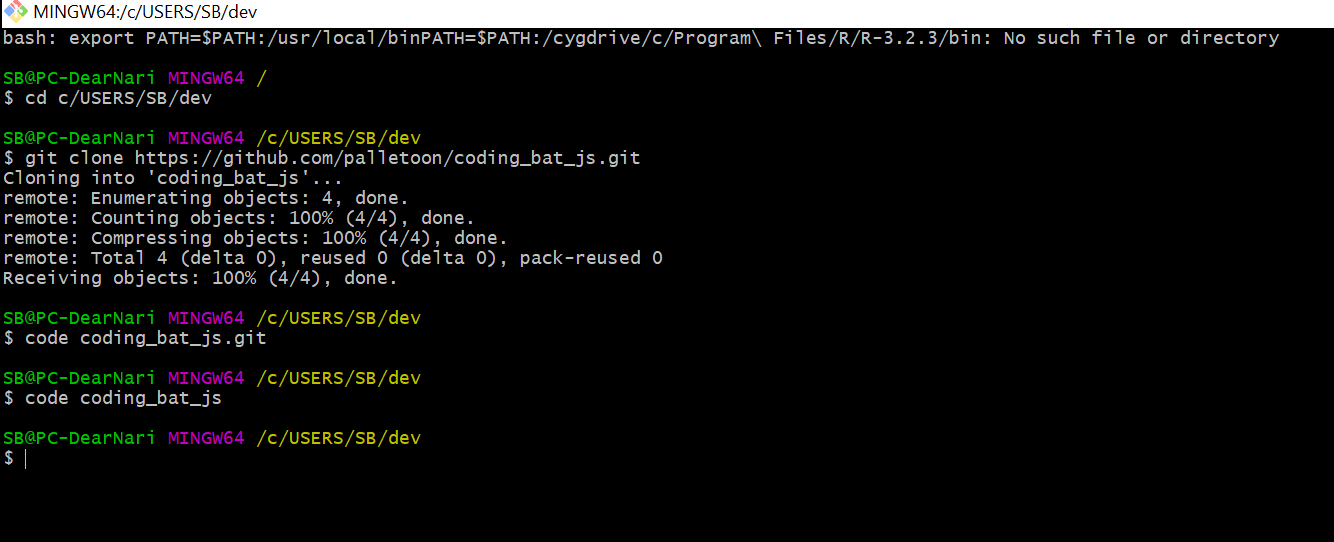 MINGW64:/c/USERS/SB/dev
bash: export PATH=$PATH:/usr/local/binPATH=$PATH:/cygdrive/c/Program\ Files/R/R-3.2.3/bin: No such file or directory
SB@PC-DearNari MINGW64 /
$ cd c/USERS/SB/dev
SB@PC-DearNari MINGW64 /c/USERS/SB/dev
$ git clone https://github.com/palletoon/coding_bat_js.git
Cloning into 'coding_bat_js'...
remote: Enumerating objects: 4, done.
remote: Counting objects: 100% (4/4), done.
remote: Compressing objects: 100% (4/4), done.
remote: Total 4 (delta 0), reused 0 (delta 0), pack-reused 0
Receiving objects: 100% (4/4), done.
SB@PC-DearNari MINGW64 /c/USERS/SB/dev
$ code coding_bat_js.git
SB@PC-DearNari MINGW64 /c/USERS/SB/dev
$ code coding_bat_js
SB@PC-DearNari MINGW64 /c/USERS/SB/dev
$